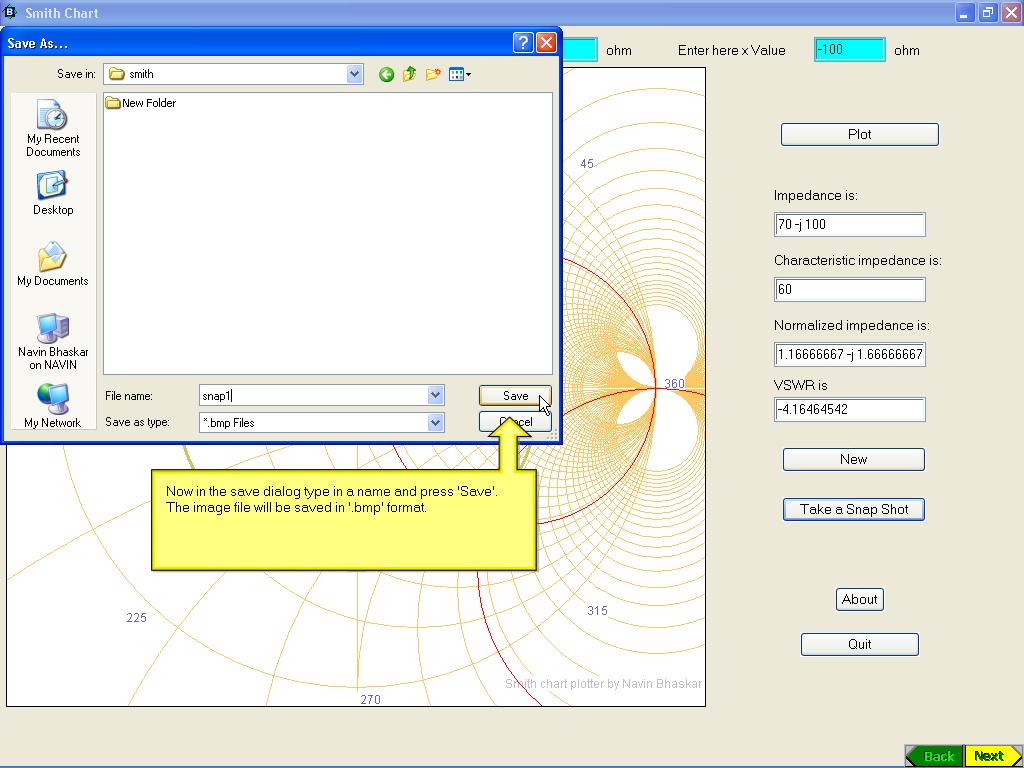 Smith Chart
Save As...
ohm
Enter here x Value
-100
ohm
Save in:
smith
New Folder
My Recent
Documents
Desktop
My Documents
Navin Bhaskar
on NAVIN
My Network
File name:
snap1
Save
Save as type:
*.bmp Files
Now in the save dialog type in a name and press 'Save'.
The image file will be saved in '.bmp' format.
45
360
315
225
270
Smith chart plotter by Navin Bhaskar
Plot
Impedance is:
70 -j 100
Characteristic impedance is:
60
Normalized impedance is:
1.16666667 -j 1.66666667
VSWR is
-4.16464542
New
Take a Snap Shot
About
Quit
Back
Next